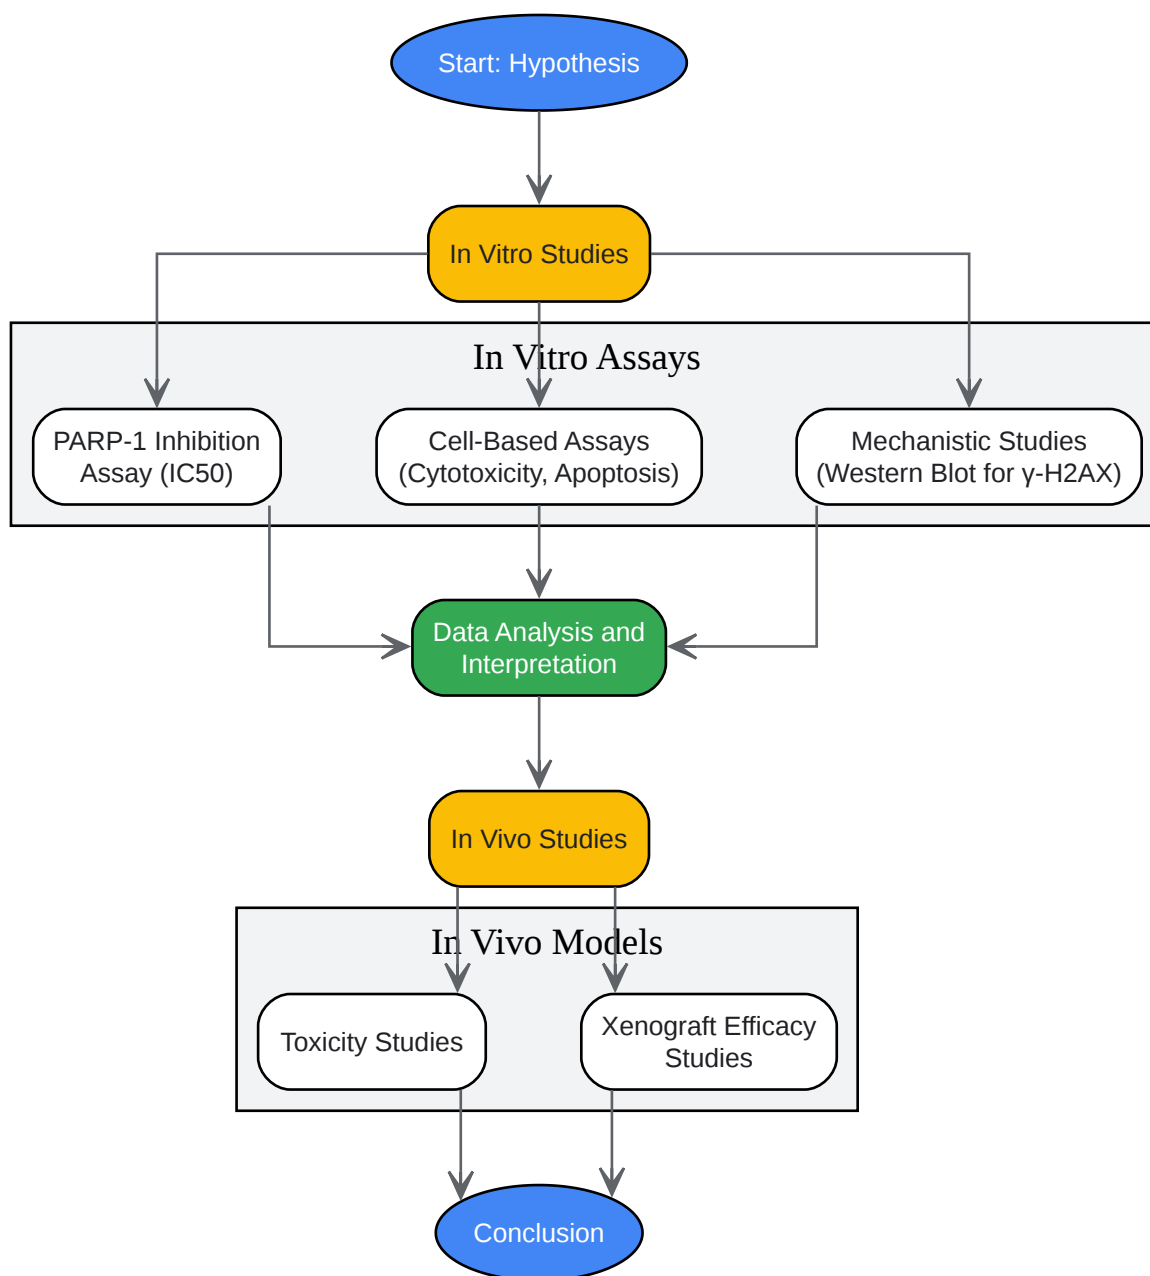 Start: Hypothesis
In Vitro Studies
In Vitro Assays
PARP-1 Inhibition
Assay (IC50)
Cell-Based Assays
(Cytotoxicity, Apoptosis)
Mechanistic Studies
(Western Blot for γ-H2AX)
Data Analysis and
Interpretation
In Vivo Studies
In Vivo Models
Toxicity Studies
Xenograft Efficacy
Studies
Conclusion